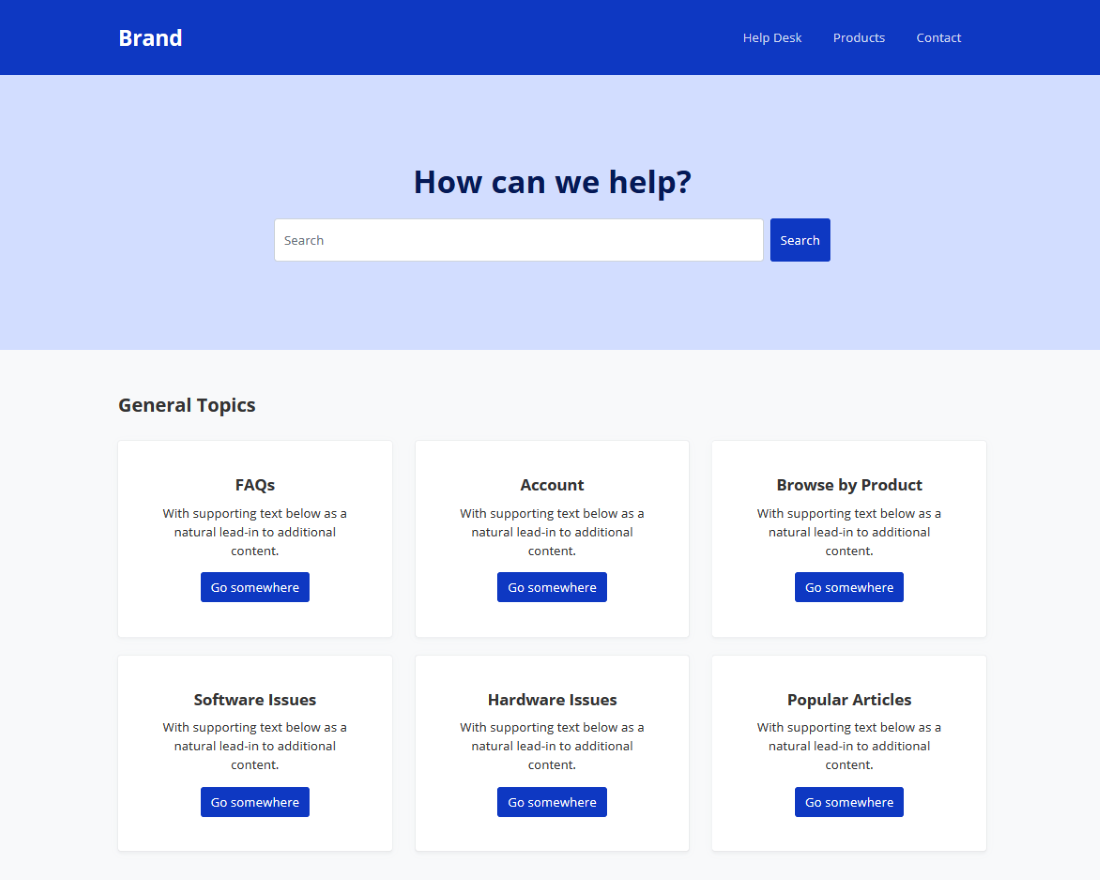 Brand
Help Desk
Products
Contact
How can we help?
Search
Search
General Topics
FAQs
With supporting text below as a
natural lead-in to additional
content.
Go somewhere
Account
With supporting text below as a
natural lead-in to additional
content.
Go somewhere
Browse by Product
With supporting text below as a
natural lead-in to additional
content.
Go somewhere
Software Issues
With supporting text below as a
natural lead-in to additional
content.
Go somewhere
Hardware Issues
With supporting text below as a
natural lead-in to additional
content.
Go somewhere
Popular Articles
With supporting text below as a
natural lead-in to additional
content.
Go somewhere